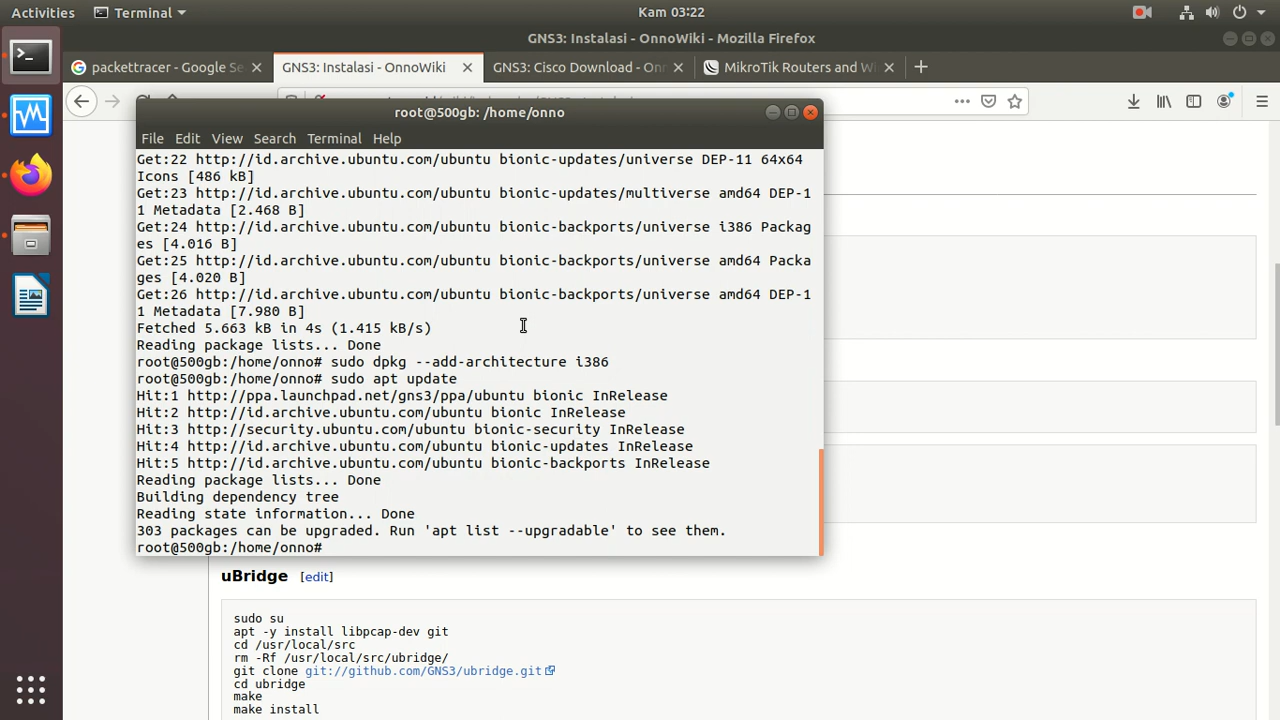 Activities Terminal Kam 03:22
GNS3: Instalasi - OnnoWiki - Mozilla Firefox
packettracer - Google Se
GNS3: Instalasi - OnnoWiki
GNS3: Cisco Download - Onn
MikroTik Routers and Wi
root@500gb: /home/onno
File Edit View Search Terminal Help
Get:22 http://id.archive.ubuntu.com/ubuntu bionic-updates/universe DEP-11 64x64
Icons [486 kB]
Get:23 http://id.archive.ubuntu.com/ubuntu bionic-updates/multiverse amd64 DEP-1
1 Metadata [2.468 B]
Get:24 http://id.archive.ubuntu.com/ubuntu bionic-backports/universe i386 Packag
es [4.016 B]
Get:25 http://id.archive.ubuntu.com/ubuntu bionic-backports/universe amd64 Packa
ges [4.020 B]
Get:26 http://id.archive.ubuntu.com/ubuntu bionic-backports/universe amd64 DEP-1
1 Metadata [7.980 B]
Fetched 5.663 kB in 4s (1.415 kB/s)
Reading package lists... Done
root@500gb:/home/onno# sudo dpkg --add-architecture i386
root@500gb:/home/onno# sudo apt update
Hit:1 http://ppa.launchpad.net/gns3/ppa/ubuntu bionic InRelease
Hit:2 http://id.archive.ubuntu.com/ubuntu bionic InRelease
Hit:3 http://security.ubuntu.com/ubuntu bionic-security InRelease
Hit:4 http://id.archive.ubuntu.com/ubuntu bionic-updates InRelease
Hit:5 http://id.archive.ubuntu.com/ubuntu bionic-backports InRelease
Reading package lists... Done
Building dependency tree
Reading state information... Done
303 packages can be upgraded. Run 'apt list --upgradable' to see them.
root@500gb:/home/onno#
uBridge [edit]
sudo su
apt -y install libpcap-dev git
cd /usr/local/src
rm -Rf /usr/local/src/ubridge/
git clone git://github.com/GNS3/ubridge.git
cd ubridge
make
make install